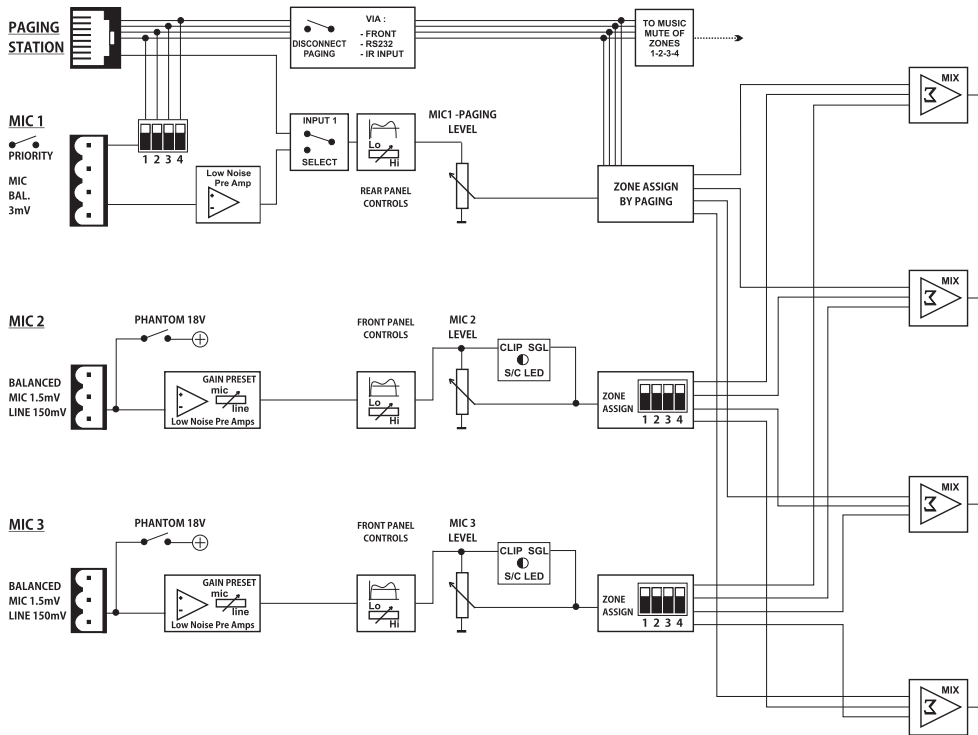 PAGING
STATION
DISCONNECT
PAGING
VIA :
- FRONT
- RS232
- IR INPUT
TO MUSIC
MUTE OF
ZONES
1-2-3-4
MIX
Σ
MIC 1
PRIORITY
MIC
BAL.
3mV
1 2 3 4
Low Noise
Pre Amp
+
-
INPUT 1
SELECT
Lo
Hi
REAR PANEL
CONTROLS
MIC1 -PAGING
LEVEL
ZONE ASSIGN
BY PAGING
MIX
Σ
MIC 2
PHANTOM 18V
BALANCED
MIC 1.5mV
LINE 150mV
GAIN PRESET
mic
line
+
-
Low Noise Pre Amps
FRONT PANEL
CONTROLS
Lo
Hi
MIC 2
LEVEL
CLIP SGL
S/C LED
ZONE
ASSIGN
1 2 3 4
MIX
Σ
MIC 3
PHANTOM 18V
BALANCED
MIC 1.5mV
LINE 150mV
GAIN PRESET
mic
line
+
-
Low Noise Pre Amps
FRONT PANEL
CONTROLS
Lo
Hi
MIC 3
LEVEL
CLIP SGL
S/C LED
ZONE
ASSIGN
1 2 3 4
MIX
Σ